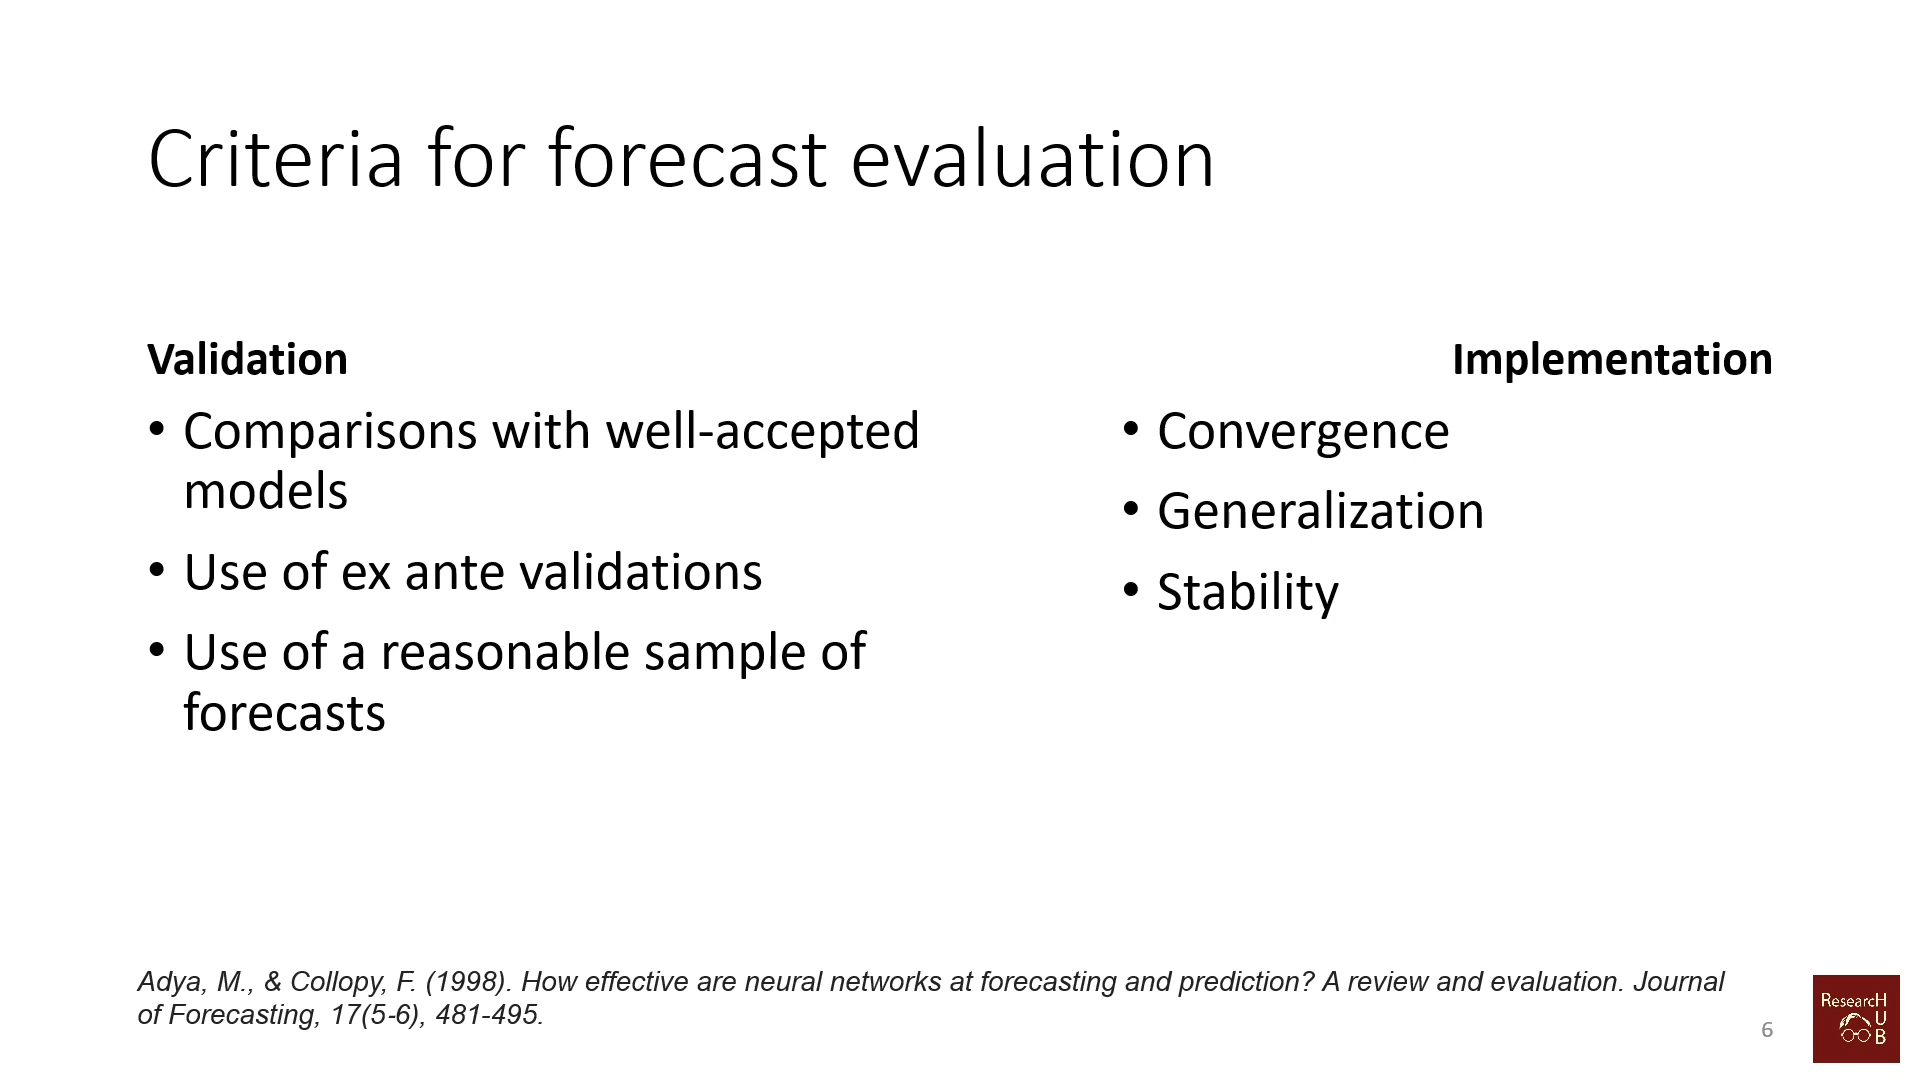 Criteria for forecast evaluation
Validation
• Comparisons with well-accepted
models
• Use of ex ante validations
• Use of a reasonable sample of
forecasts
Implementation
• Convergence
• Generalization
• Stability
Adya, M., & Collopy, F. (1998). How effective are neural networks at forecasting and prediction? A review and evaluation. Journal
of Forecasting, 17(5-6), 481-495.
6
ResearcH
U
B